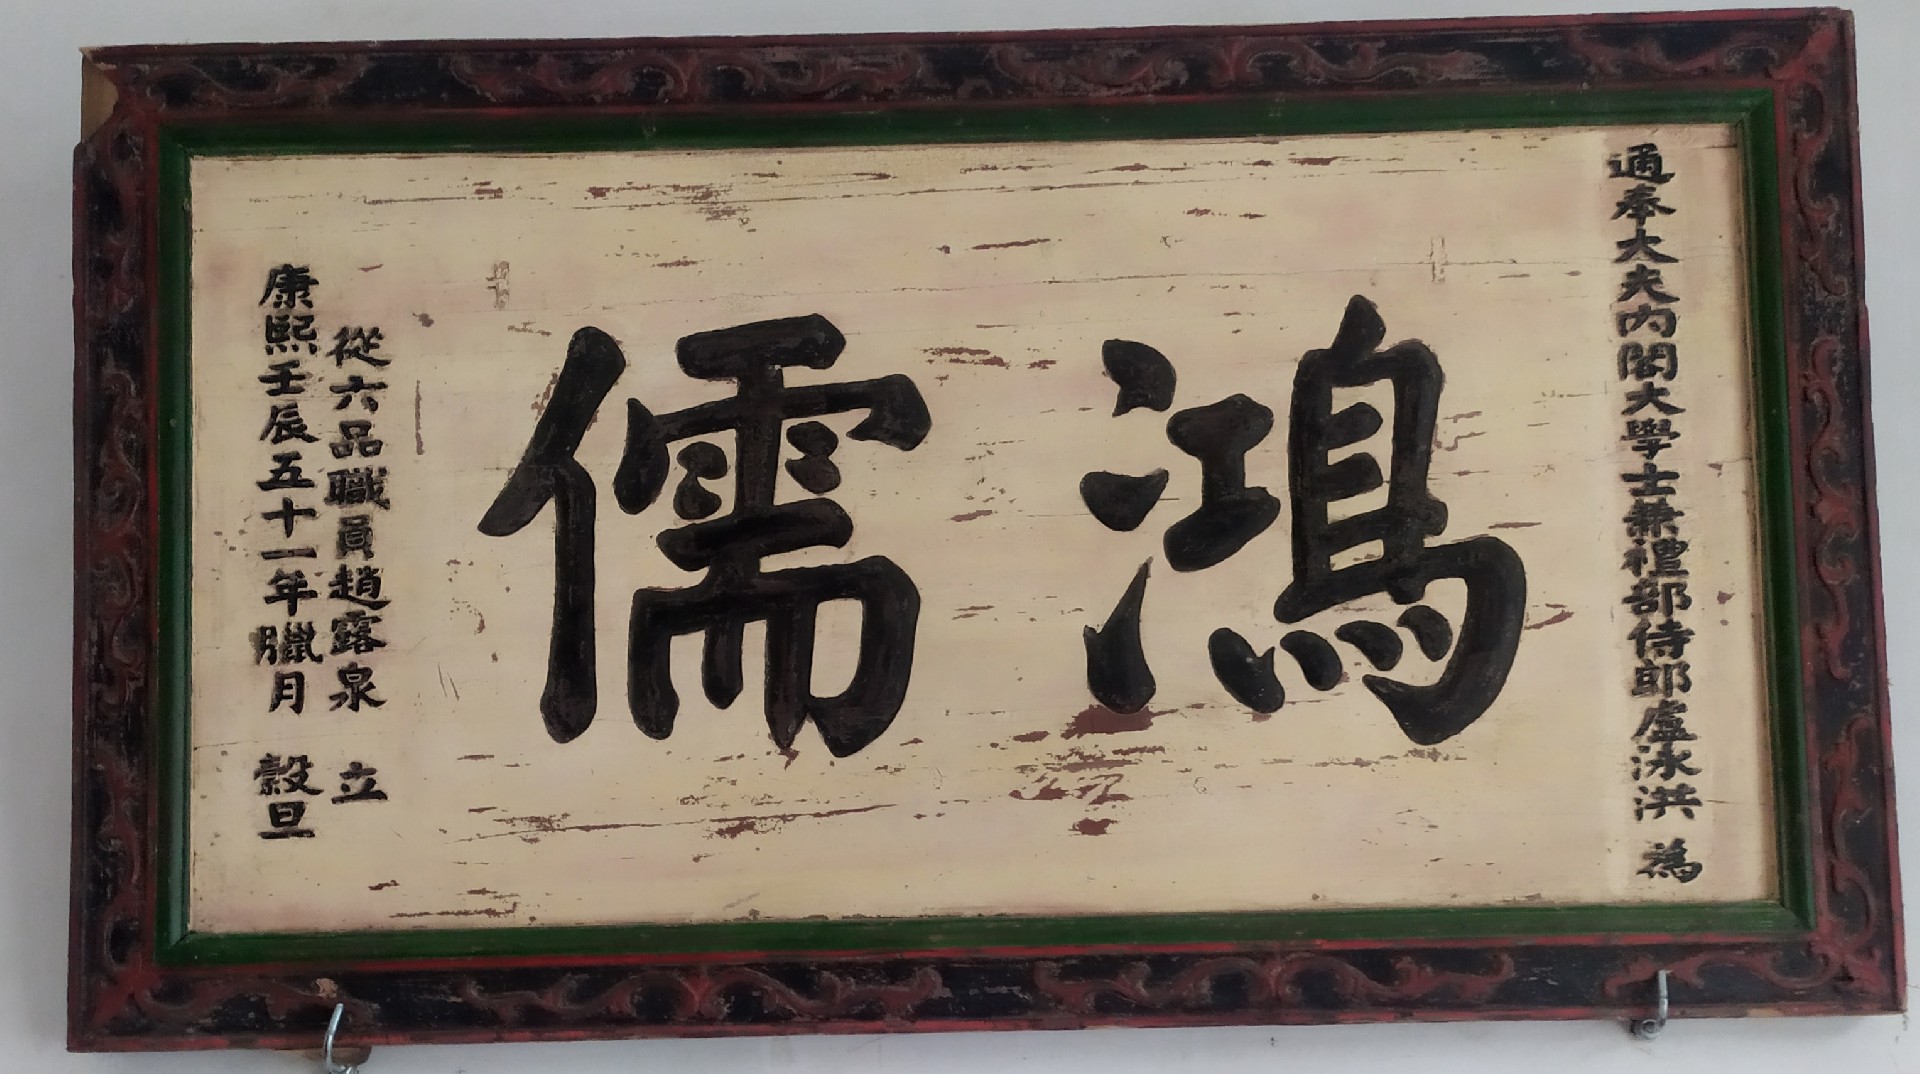 通奉大夫內閣大學士兼禮部侍郎盧泳洪 為
鴻儒
從六品職員趙露泉 立
康熙壬辰五十一年臘月 穀旦